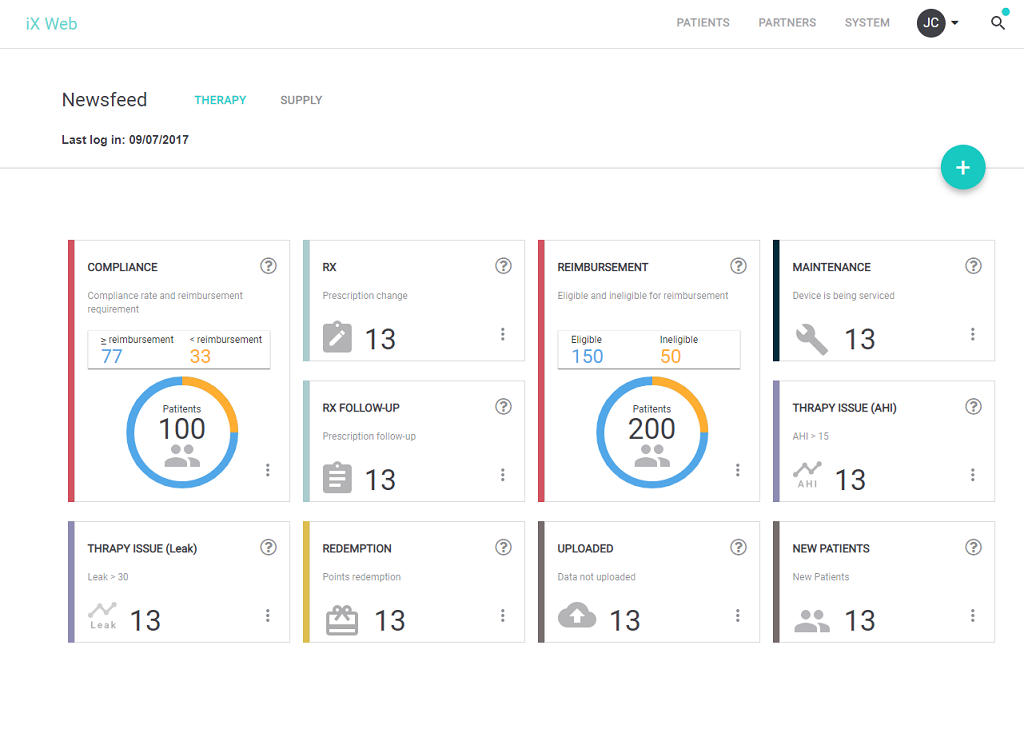 iX Web
PATIENTS PARTNERS SYSTEM JC
Newsfeed THERAPY SUPPLY
Last log in: 09/07/2017
+
COMPLIANCE ?
Compliance rate and reimbursement
requirement
≥ reimbursement < reimbursement
77 33
Patitents
100
RX ?
Prescription change
13
RX FOLLOW-UP ?
Prescription follow-up
13
REIMBURSEMENT ?
Eligible and ineligible for reimbursement
Eligible Ineligible
150 50
Patitents
200
MAINTENANCE ?
Device is being serviced
13
THRAPY ISSUE (AHI) ?
AHI > 15
AHI 13
THRAPY ISSUE (Leak) ?
Leak > 30
Leak 13
REDEMPTION ?
Points redemption
13
UPLOADED ?
Data not uploaded
13
NEW PATIENTS ?
New Patients
13